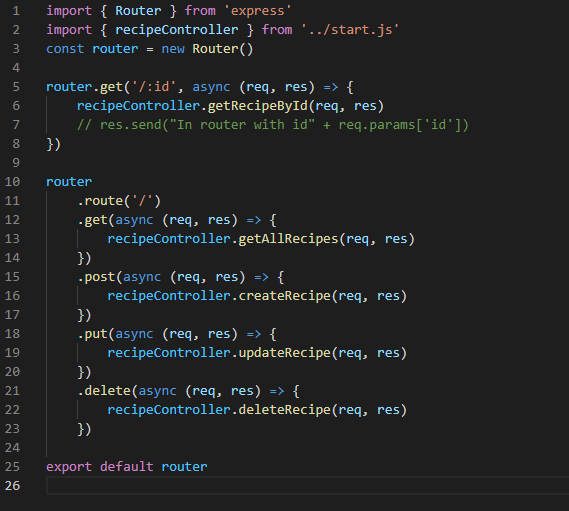 1 import { Router } from 'express'
2 import { recipeController } from '../start.js'
3 const router = new Router()
4
5 router.get('/:id', async (req, res) => {
6     recipeController.getRecipeById(req, res)
7     // res.send("In router with id" + req.params['id'])
8 })
9
10 router
11     .route('/')
12     .get(async (req, res) => {
13         recipeController.getAllRecipes(req, res)
14     })
15     .post(async (req, res) => {
16         recipeController.createRecipe(req, res)
17     })
18     .put(async (req, res) => {
19         recipeController.updateRecipe(req, res)
20     })
21     .delete(async (req, res) => {
22         recipeController.deleteRecipe(req, res)
23     })
24
25 export default router
26